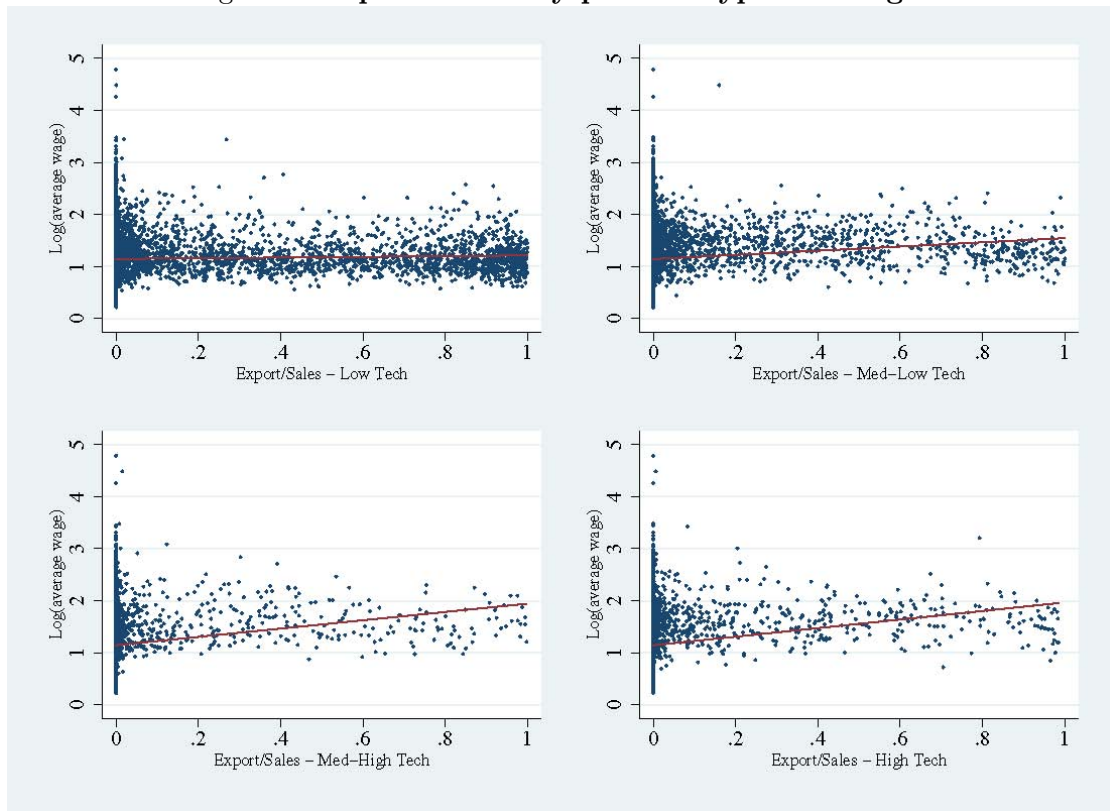 5
4
3
2
1
0
Log(average wage)
0 .2 .4 .6 .8 1
Export/Sales – Low Tech
5
4
3
2
1
0
Log(average wage)
0 .2 .4 .6 .8 1
Export/Sales – Med–Low Tech
5
4
3
2
1
0
Log(average wage)
0 .2 .4 .6 .8 1
Export/Sales – Med–High Tech
5
4
3
2
1
0
Log(average wage)
0 .2 .4 .6 .8 1
Export/Sales – High Tech